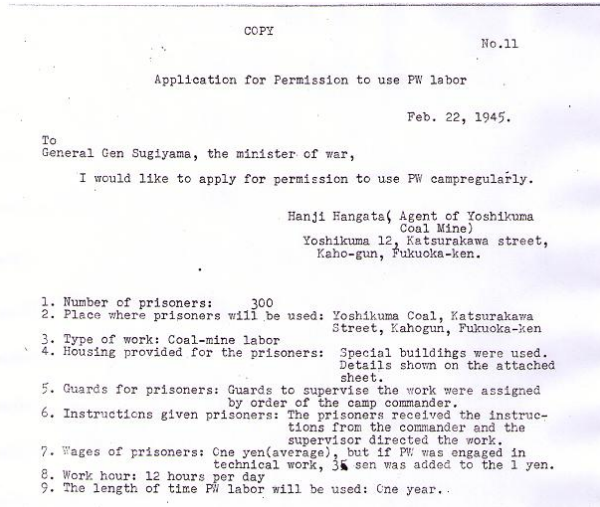 COPY
No.11
Application for Permission to use PW labor
Feb. 22, 1945.
To
General Gen Sugiyama, the minister of war,
I would like to apply for permission to use PW campregularly.
Hanji Hangata( Agent of Yoshikuma
Coal Mine)
Yoshikuma 12, Katsurakawa street,
Kaho-gun, Fukuoka-ken.
1. Number of prisoners: 300
2. Place where prisoners will be used: Yoshikuma Coal, Katsurakawa
Street, Kahogun, Fukuoka-ken
3. Type of work: Coal-mine labor
4. Housing provided for the prisoners: Special buildings were used.
Details shown on the attached
sheet.
5. Guards for prisoners: Guards to supervise the work were assigned
by order of the camp commander.
6. Instructions given prisoners: The prisoners received the instruc-
tions from the commander and the
supervisor directed the work.
7. Wages of prisoners: One yen(average), but if PW was engaged in
technical work, sen was added to the 1 yen.
8. Work hour: 12 hours per day
9. The length of time PW labor will be used: One year..